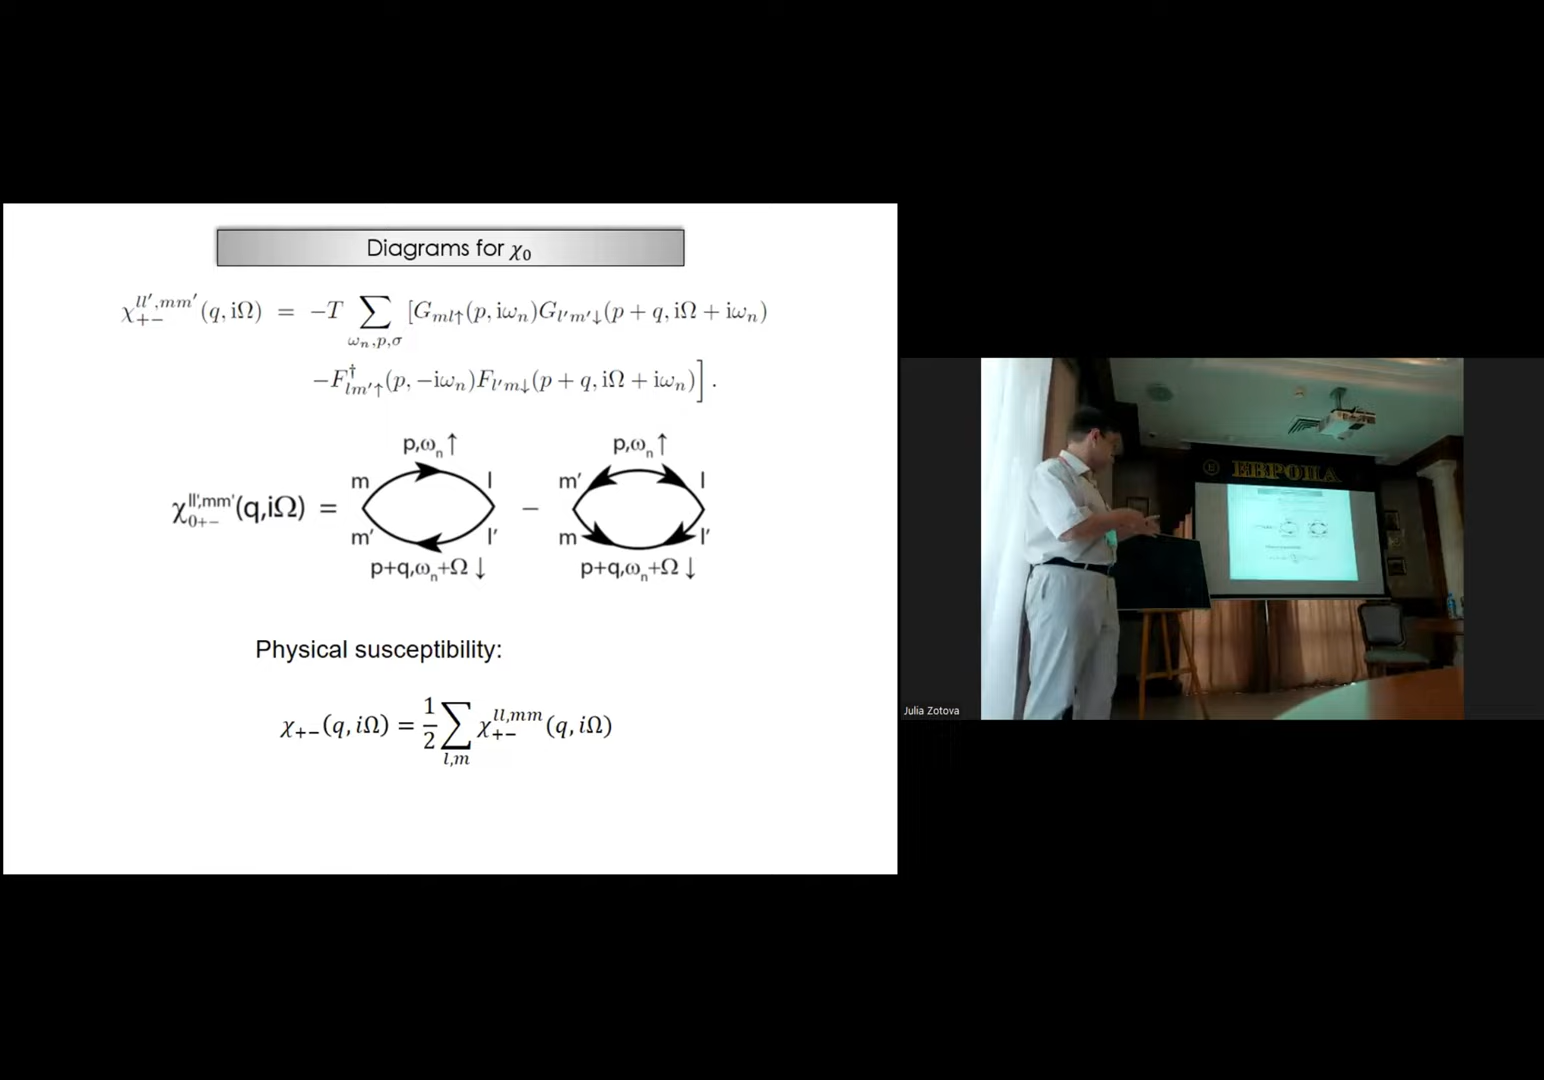 Diagrams for χ₀
χ₊₋^{ll′,mm′}(q,iΩ) = −T ∑_{ωₙ,p,σ} [G_{ml↑}(p,iωₙ)G_{l′m′↓}(p + q,iΩ + iωₙ)
−F†_{lm′↑}(p,−iωₙ)F_{l′m↓}(p + q,iΩ + iωₙ)] .
p,ωₙ ↑
p,ωₙ ↑
m l m′ l
χ₀₊₋^{ll′,mm′}(q,iΩ) = −
m′ l′ m l′
p+q,ωₙ+Ω ↓
p+q,ωₙ+Ω ↓
Physical susceptibility:
χ₊₋(q, iΩ) = 1/2 ∑_{l,m} χ₊₋^{ll,mm}(q, iΩ)
ЕВРОПА
Julia Zotova